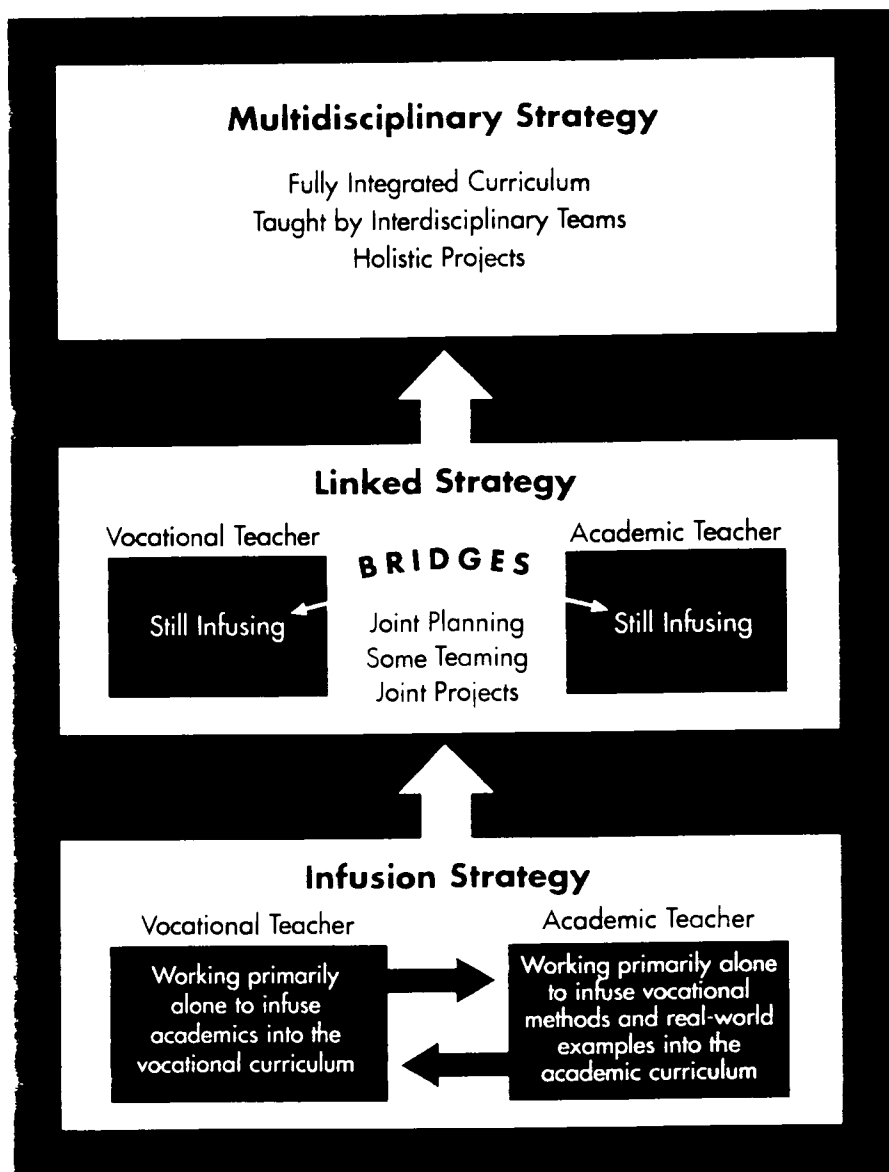 Multidisciplinary Strategy
Fully Integrated Curriculum
Taught by Interdisciplinary Teams
Holistic Projects
Linked Strategy
Vocational Teacher
Still Infusing
BRIDGES
Joint Planning
Some Teaming
Joint Projects
Academic Teacher
Still Infusing
Infusion Strategy
Vocational Teacher
Working primarily
alone to infuse
academics into the
vocational curriculum
Academic Teacher
Working primarily alone
to infuse vocational
methods and real-world
examples into the
academic curriculum